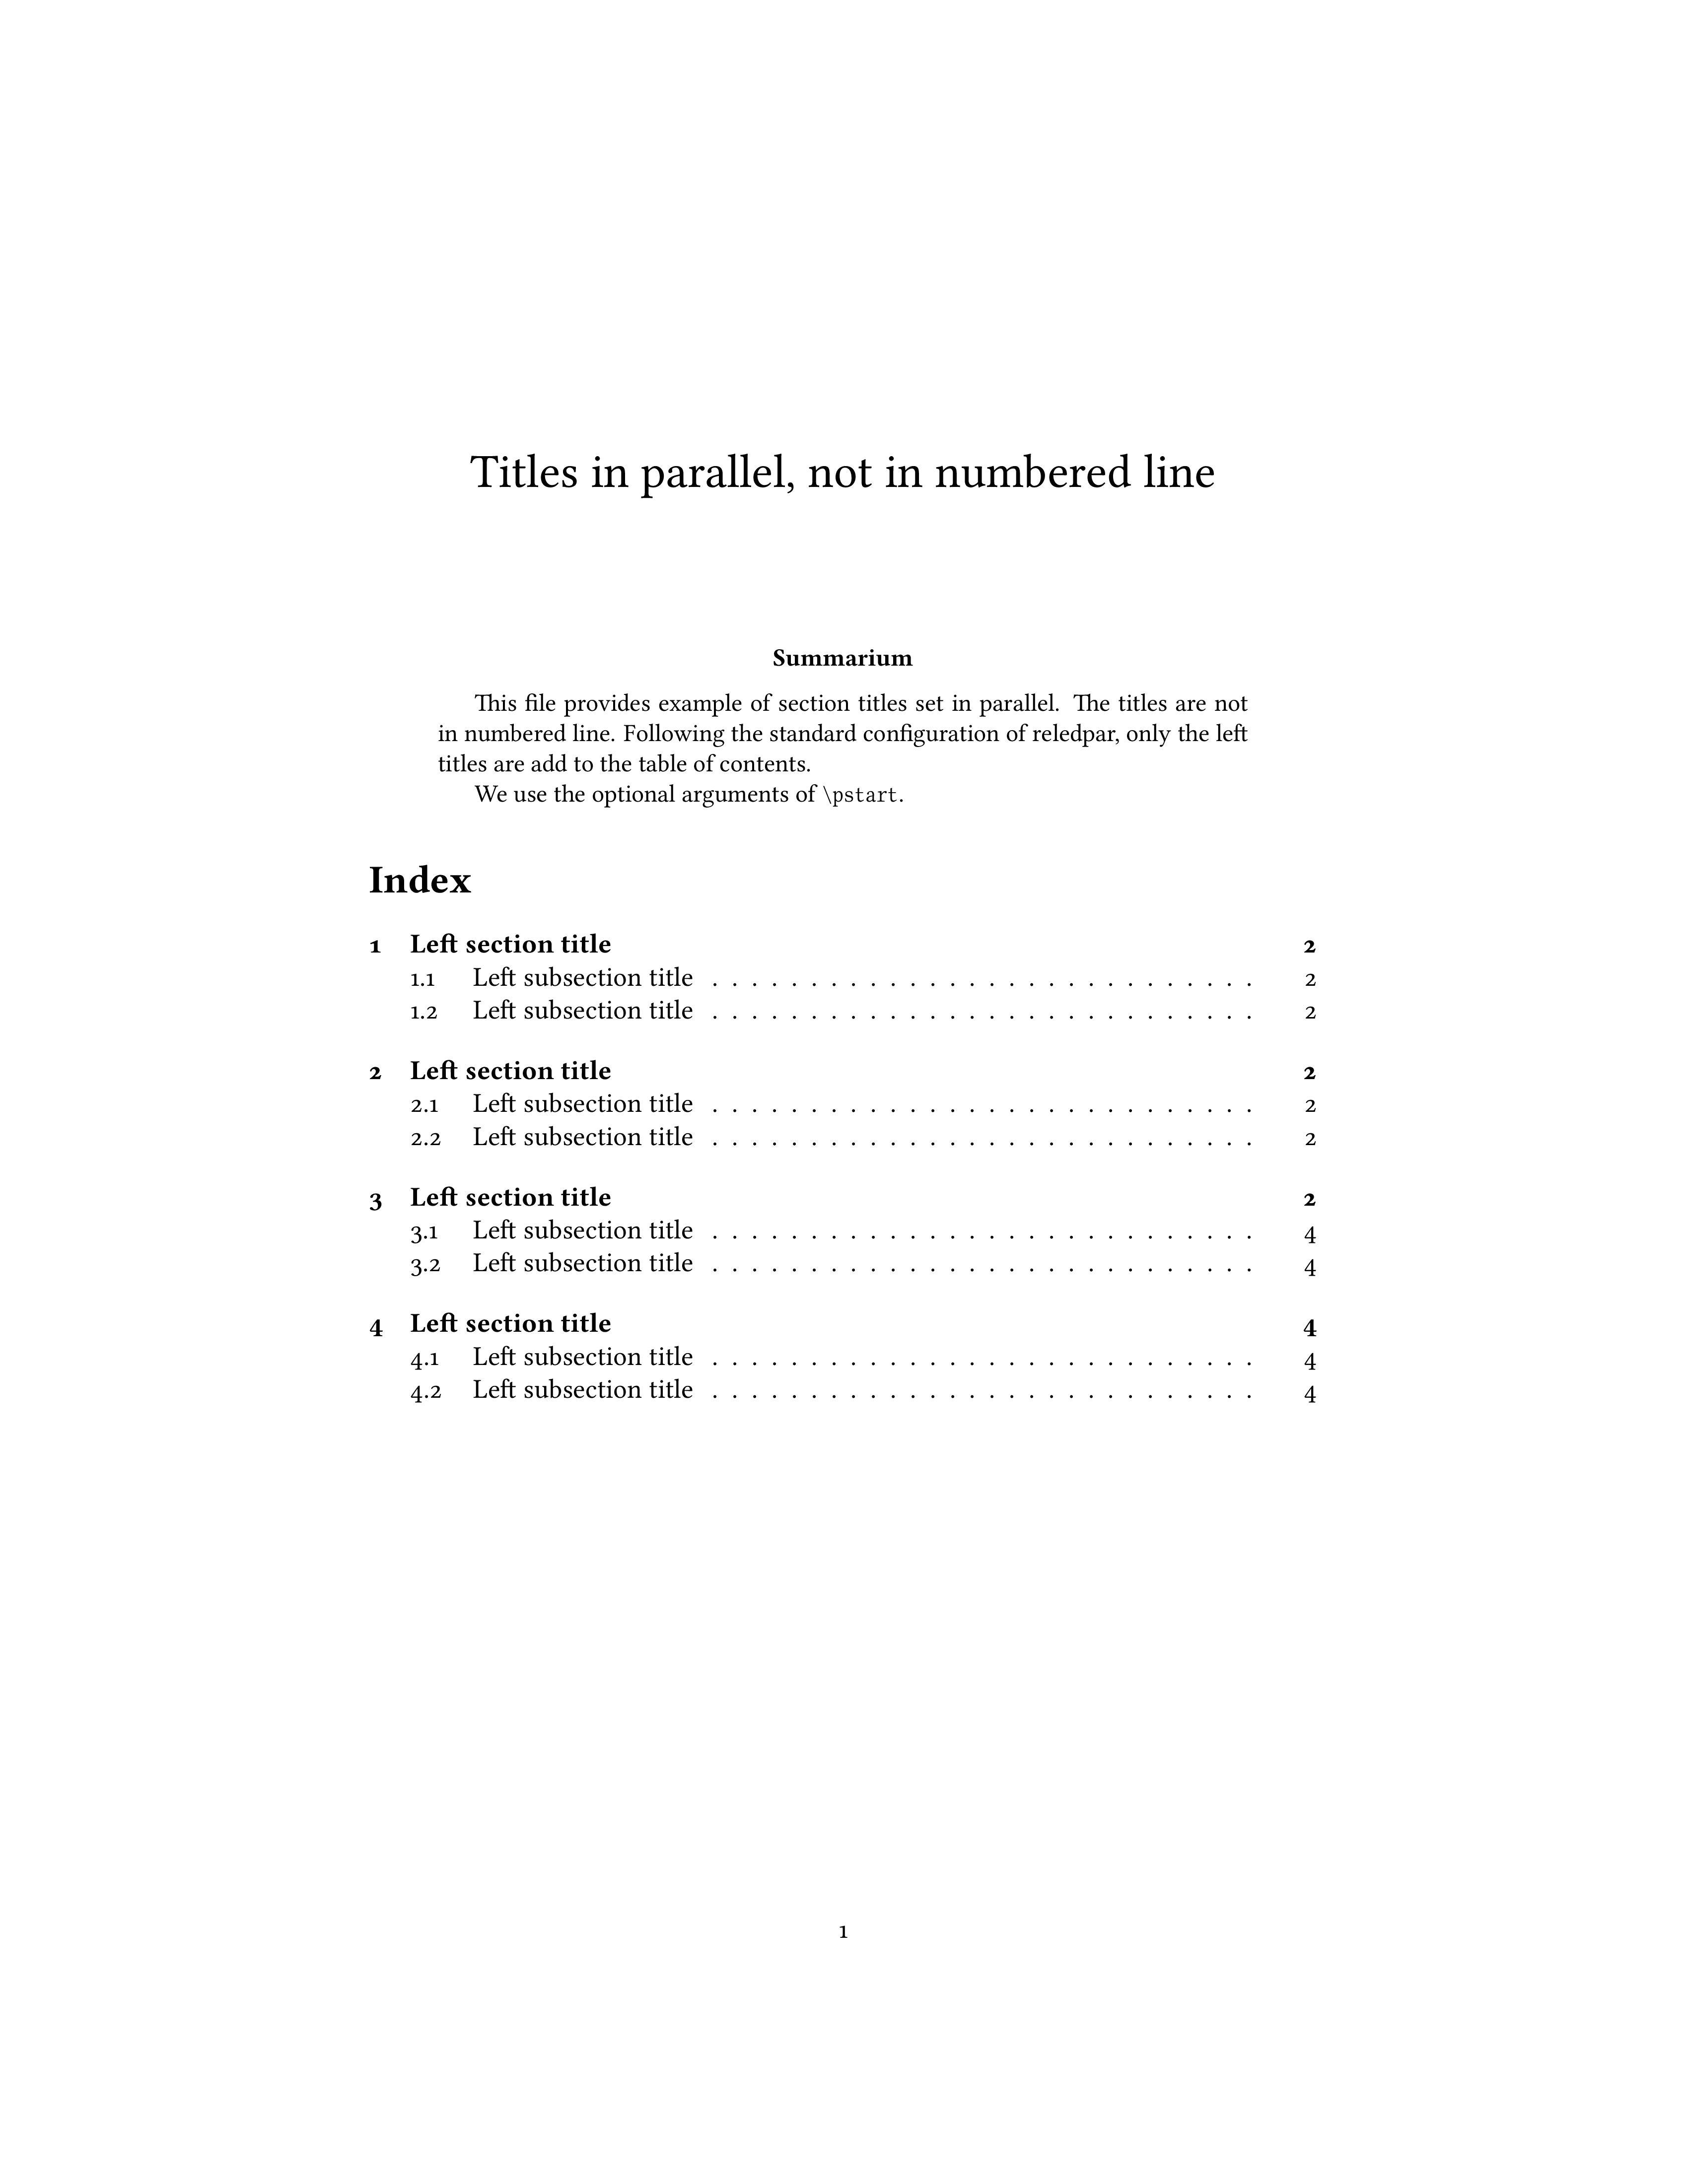 Titles in parallel, not in numbered line
Summarium
This file provides example of section titles set in parallel. The titles are not
in numbered line. Following the standard configuration of reledpar, only the left
titles are add to the table of contents.
We use the optional arguments of \pstart.
Index
1 Left section title 2
1.1 Left subsection title . . . . . . . . . . . . . . . . . . . . . . . . . . . . 2
1.2 Left subsection title . . . . . . . . . . . . . . . . . . . . . . . . . . . . 2
2 Left section title 2
2.1 Left subsection title . . . . . . . . . . . . . . . . . . . . . . . . . . . . 2
2.2 Left subsection title . . . . . . . . . . . . . . . . . . . . . . . . . . . . 2
3 Left section title 2
3.1 Left subsection title . . . . . . . . . . . . . . . . . . . . . . . . . . . . 4
3.2 Left subsection title . . . . . . . . . . . . . . . . . . . . . . . . . . . . 4
4 Left section title 4
4.1 Left subsection title . . . . . . . . . . . . . . . . . . . . . . . . . . . . 4
4.2 Left subsection title . . . . . . . . . . . . . . . . . . . . . . . . . . . . 4
1